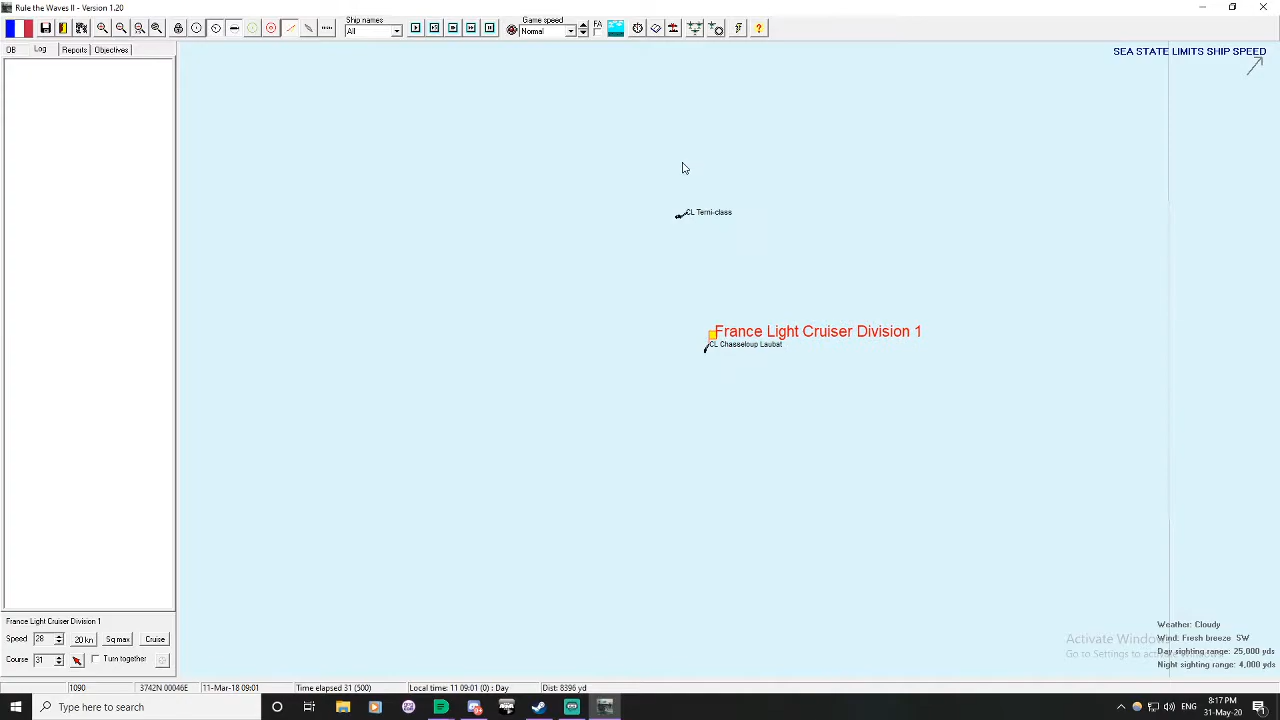 Rule the Waves II - Version 1.20
Ship names
All
Game speed
Normal
FA
OB
Log
Reports
Objectives
SEA STATE LIMITS SHIP SPEED
CL Terni-class
France Light Cruiser Division 1
CL Chasseloup Laubat
France Light Cruiser Division 1
Speed
28
20 kn
Sq max
Cruise
Course
31
Turn together
Weather: Cloudy
Activate Windows
Wind: Fresh breeze SW
Go to Settings to activate
Day sighting range: 25,000 yds
Night sighting range: 4,000 yds
1090
3742N 00046E
11-Mar-18 09:01
Time elapsed 31 (500)
Local time: 11 09:01 (0) : Day
Dist: 8396 yd
Type here to search
ENG
8:17 PM
31-May-20